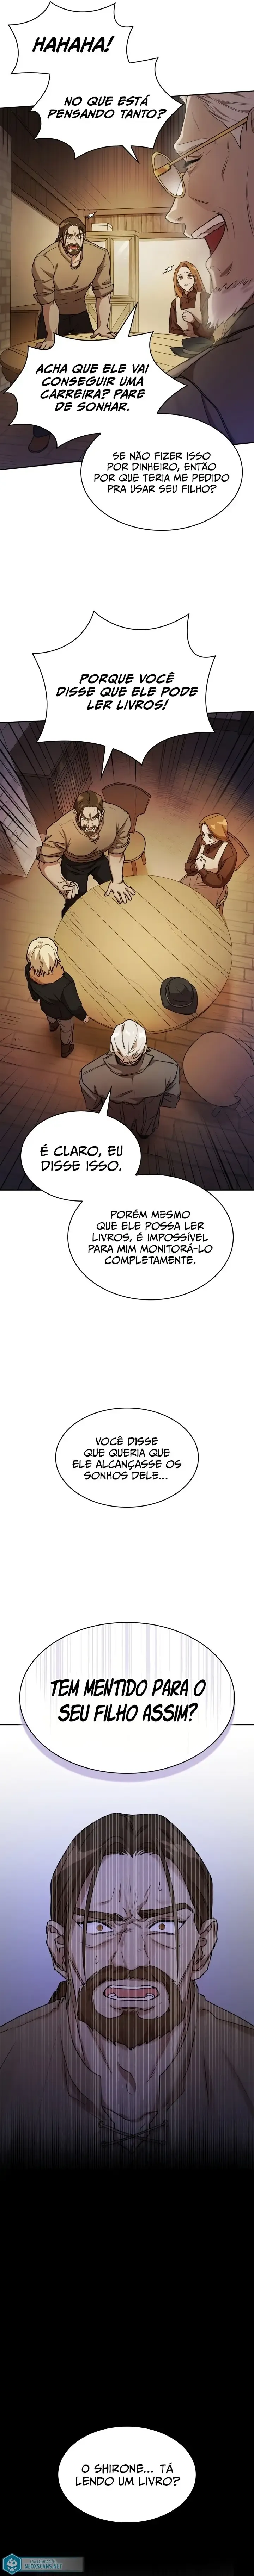 HAHAHA!
NO QUE ESTÁ
PENSANDO TANTO?
ACHA QUE ELE VAI
CONSEGUIR UMA
CARREIRA? PARE
DE SONHAR.
SE NÃO FIZER ISSO
POR DINHEIRO, ENTÃO
POR QUE TERIA ME PEDIDO
PRA USAR SEU FILHO?
PORQUE VOCÊ
DISSE QUE ELE PODE
LER LIVROS!
É CLARO, EU
DISSE ISSO.
PORÉM MESMO
QUE ELE POSSA LER
LIVROS, É IMPOSSÍVEL
PARA MIM MONITORÁ-LO
COMPLETAMENTE.
VOCÊ DISSE
QUE QUERIA QUE
ELE ALCANÇASSE OS
SONHOS DELE...
TEM MENTIDO PARA O
SEU FILHO ASSIM?
O SHIRONE... TÁ
LENDO UM LIVRO?
NEOXSCANS.NET